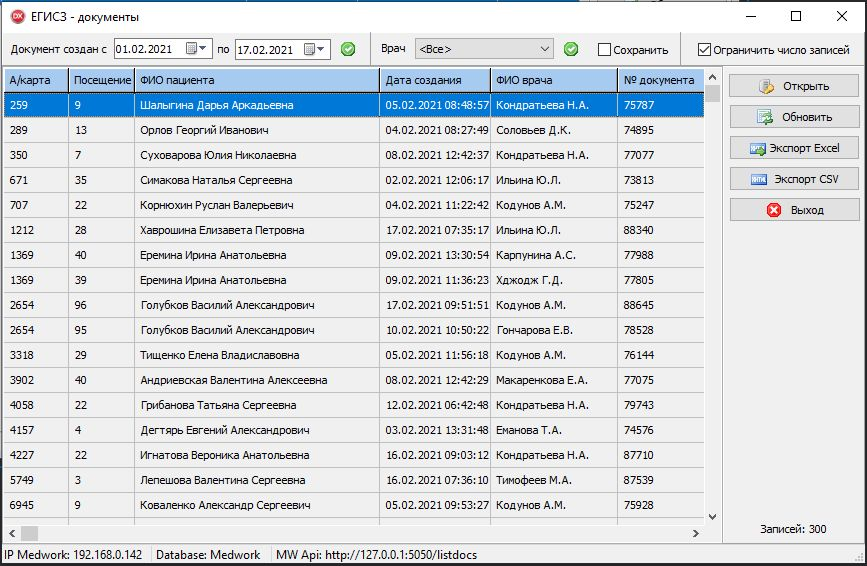 ЕГИСЗ - документы
Документ создан с 01.02.2021 по 17.02.2021 Врач <Все> Сохранить Ограничить число записей
А/карта Посещение ФИО пациента Дата создания ФИО врача № документа
259 9 Шалыгина Дарья Аркадьевна 05.02.2021 08:48:57 Кондратьева Н.А. 75787
289 13 Орлов Георгий Иванович 04.02.2021 08:27:49 Соловьев Д.К. 74895
350 7 Суховарова Юлия Николаевна 08.02.2021 12:42:37 Кондратьева Н.А. 77077
671 35 Симакова Наталья Сергеевна 02.02.2021 12:06:17 Ильина Ю.Л. 73813
707 22 Корнюхин Руслан Валерьевич 04.02.2021 11:22:42 Кодунов А.М. 75247
1212 28 Хаврошина Елизавета Петровна 17.02.2021 07:35:17 Ильина Ю.Л. 88340
1369 40 Еремина Ирина Анатольевна 09.02.2021 13:30:54 Карпунина А.С. 77988
1369 39 Еремина Ирина Анатольевна 09.02.2021 11:36:23 Хджодж Г.Д. 77805
2654 96 Голубков Василий Александрович 17.02.2021 09:51:51 Кодунов А.М. 88645
2654 95 Голубков Василий Александрович 10.02.2021 10:50:22 Гончарова Е.В. 78528
3318 29 Тищенко Елена Владиславовна 05.02.2021 11:56:18 Кодунов А.М. 76144
3902 40 Андриевская Валентина Алексеевна 08.02.2021 12:42:29 Макаренкова Е.А. 77075
4058 22 Грибанова Татьяна Сергеевна 12.02.2021 06:42:48 Кондратьева Н.А. 79743
4157 4 Дегтярь Евгений Александрович 03.02.2021 13:31:48 Еманова Т.А. 74576
4227 22 Игнатова Вероника Анатольевна 16.02.2021 09:03:12 Кондратьева Н.А. 87710
5749 3 Лепешова Валентина Сергеевна 16.02.2021 07:36:10 Тимофеев М.А. 87539
6945 9 Коваленко Александр Сергеевич 05.02.2021 09:53:27 Кодунов А.М. 75928
Открыть
Обновить
Экспорт Excel
Экспорт CSV
Выход
Записей: 300
IP Medwork: 192.168.0.142 Database: Medwork MW Api: http://127.0.0.1:5050/listdocs